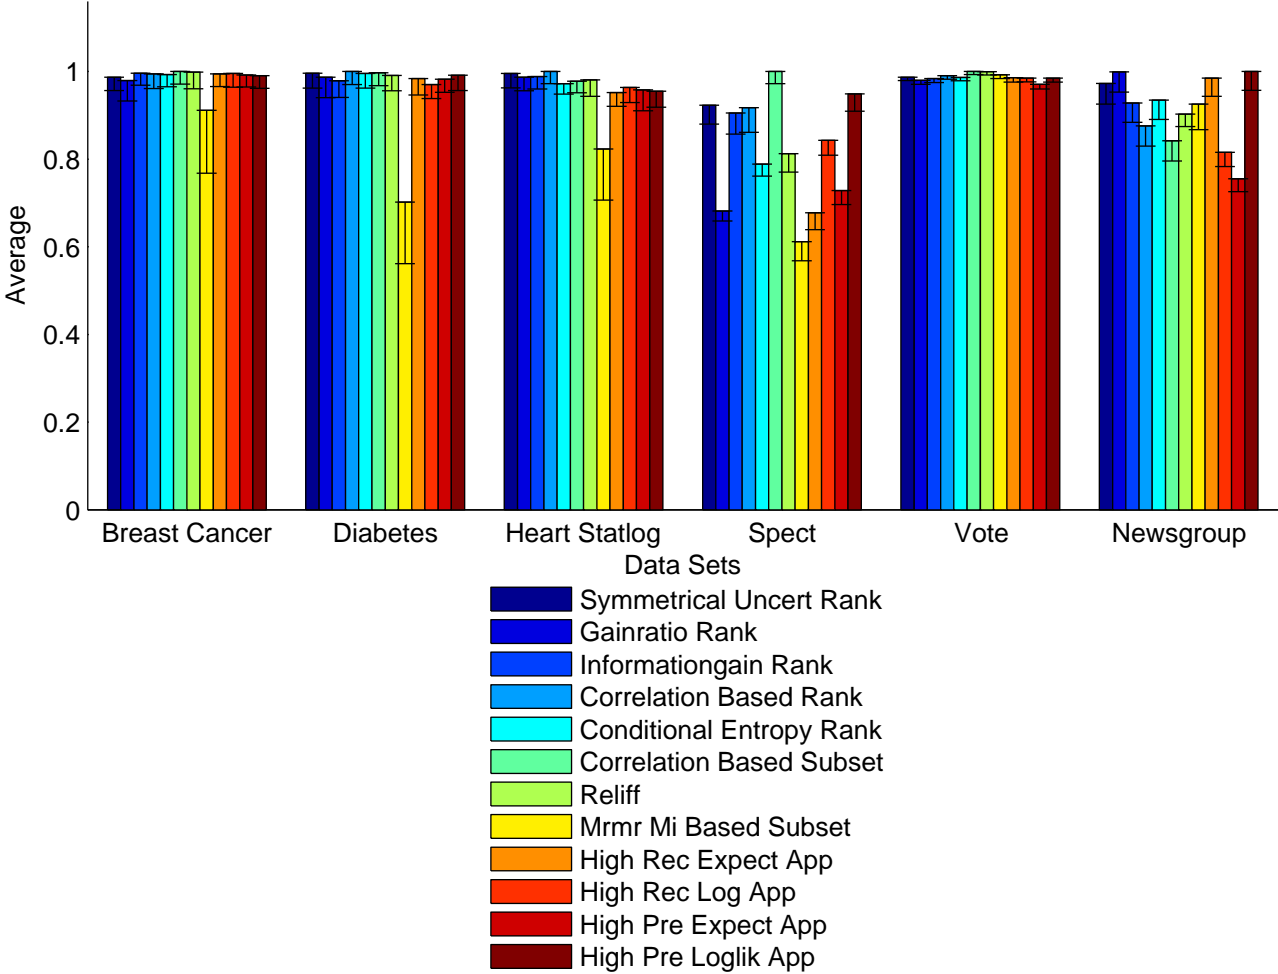 1
0.8
0.6
0.4
0.2
0
Average
Breast Cancer Diabetes Heart Statlog Spect Vote Newsgroup
Data Sets
Symmetrical Uncert Rank
Gainratio Rank
Informationgain Rank
Correlation Based Rank
Conditional Entropy Rank
Correlation Based Subset
Reliff
Mrmr Mi Based Subset
High Rec Expect App
High Rec Log App
High Pre Expect App
High Pre Loglik App